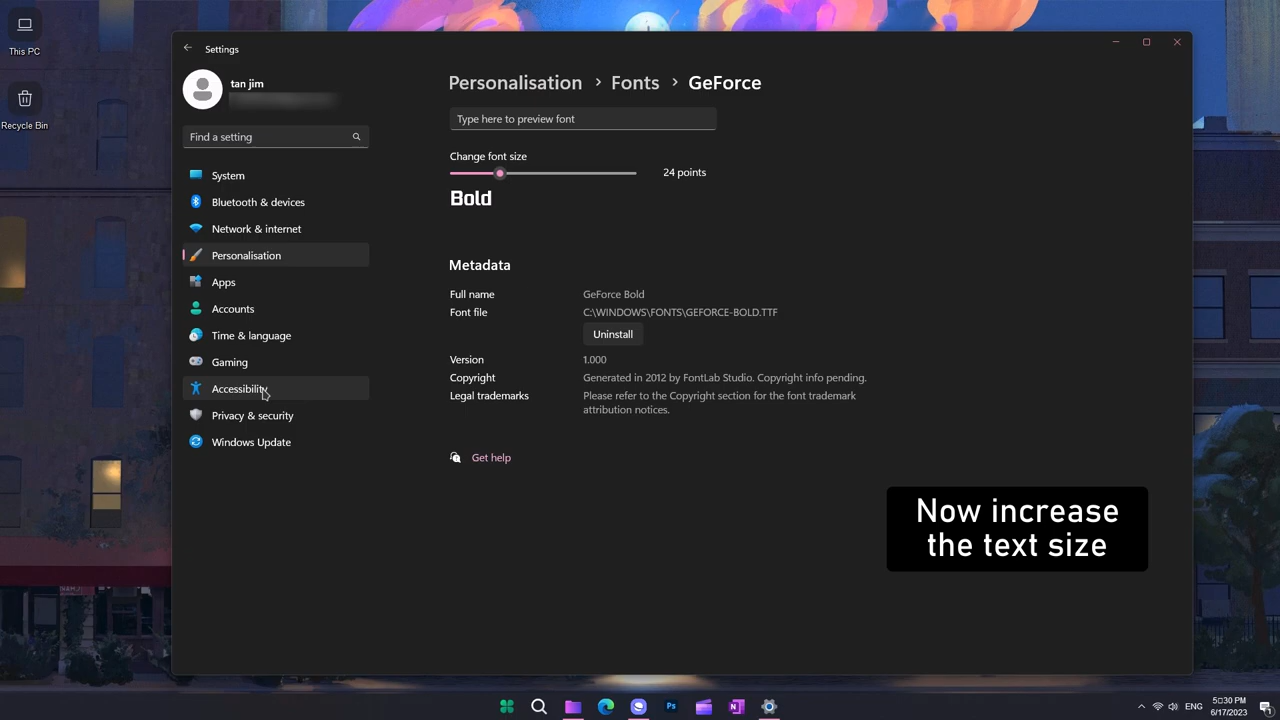 This PC
Recycle Bin
Settings
tan jim
Find a setting
System
Bluetooth & devices
Network & internet
Personalisation
Apps
Accounts
Time & language
Gaming
Accessibility
Privacy & security
Windows Update
Personalisation > Fonts > GeForce
Type here to preview font
Change font size
24 points
Bold
Metadata
Full name GeForce Bold
Font file C:\WINDOWS\FONTS\GEFORCE-BOLD.TTF
Uninstall
Version 1.000
Copyright Generated in 2012 by FontLab Studio. Copyright info pending.
Legal trademarks Please refer to the Copyright section for the font trademark
attribution notices.
Get help
Now increase
the text size
Ps
N
ENG
5▯30 PM
6/17/2023
1